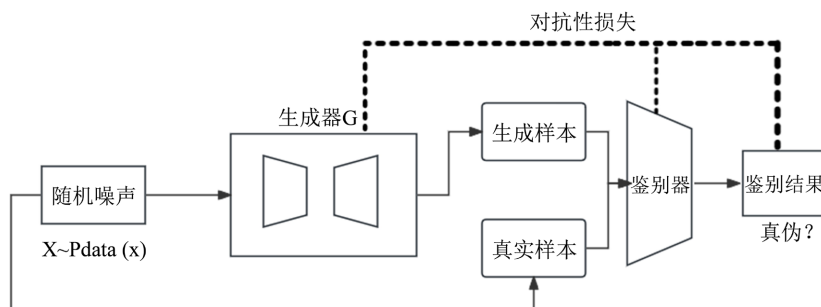 对抗性损失
生成器G
生成样本
随机噪声
鉴别器
鉴别结果
X~Pdata (x)
真实样本
真伪?